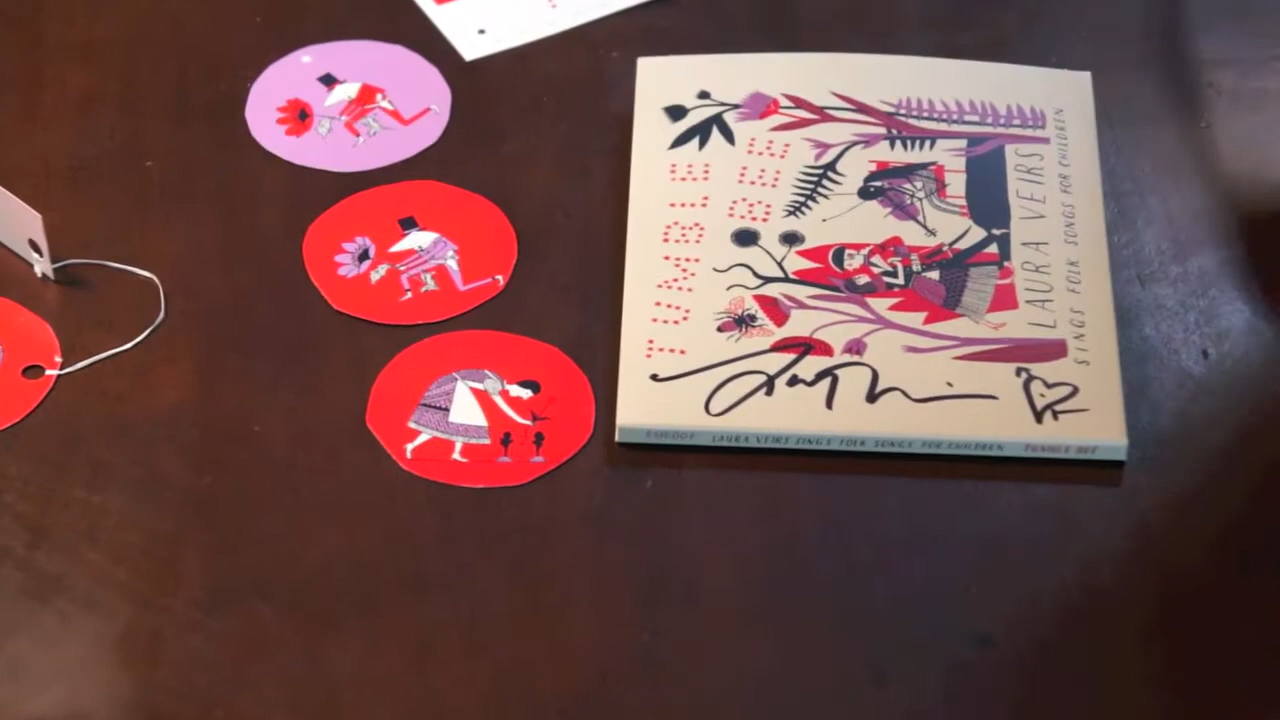 TUMBLE
BEE
LAURA VEIRS
SINGS FOLK SONGS FOR CHILDREN
LAURA VEIRS SINGS FOLK SONGS FOR CHILDREN TUMBLE BEE